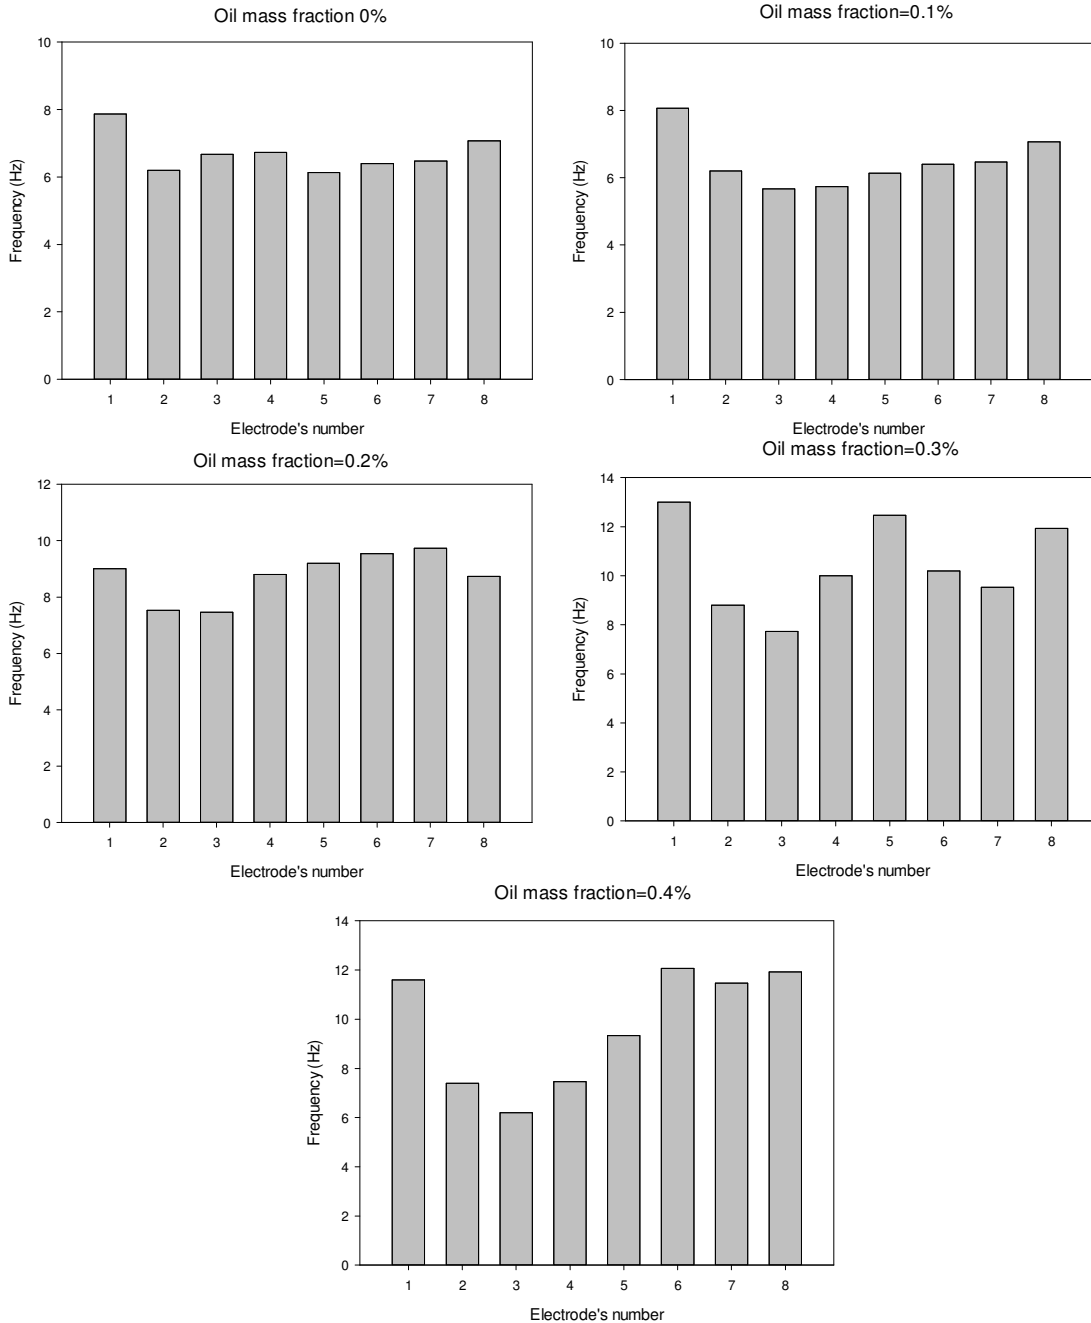 Oil mass fraction 0%
10
8
6
4
2
0
Frequency (Hz)
1 2 3 4 5 6 7 8
Electrode's number
Oil mass fraction=0.1%
10
8
6
4
2
0
Frequency (Hz)
1 2 3 4 5 6 7 8
Electrode's number
Oil mass fraction=0.2%
12
10
8
6
4
2
0
Frequency (Hz)
1 2 3 4 5 6 7 8
Electrode's number
Oil mass fraction=0.3%
14
12
10
8
6
4
2
0
Frequency (Hz)
1 2 3 4 5 6 7 8
Electrode's number
Oil mass fraction=0.4%
14
12
10
8
6
4
2
0
Frequency (Hz)
1 2 3 4 5 6 7 8
Electrode's number